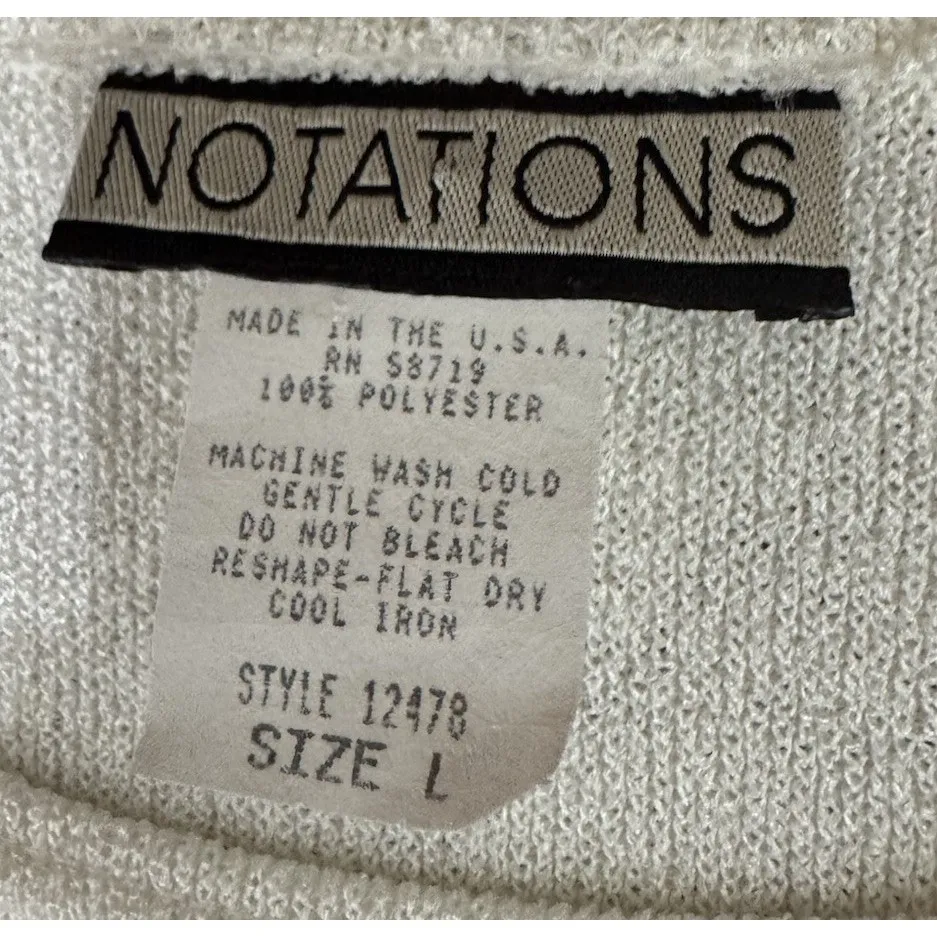 NOTATIONS
MADE IN THE U.S.A.
RN 58719
100% POLYESTER
MACHINE WASH COLD
GENTLE CYCLE
DO NOT BLEACH
RESHAPE-FLAT DRY
COOL IRON
STYLE 12478
SIZE L